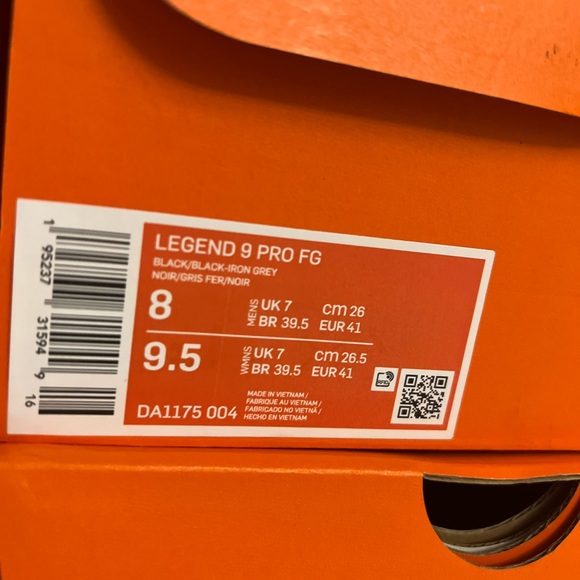 LEGEND 9 PRO FG
BLACK/BLACK-IRON GREY
NOIR/GRIS FER/NOIR
8 MENS UK 7 cm 26
BR 39.5 EUR 41
9.5 WMNS UK 7 cm 26.5
BR 39.5 EUR 41
DA1175 004
MADE IN VIETNAM /
FABRIQUE AU VIETNAM /
FABRICADO NO VIETNÃ /
HECHO EN VIETNAM
1 95237 31594 9 16